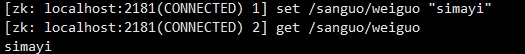 [zk: localhost:2181(CONNECTED) 1] set /sanguo/weiguo "simayi"
[zk: localhost:2181(CONNECTED) 2] get /sanguo/weiguo
simayi